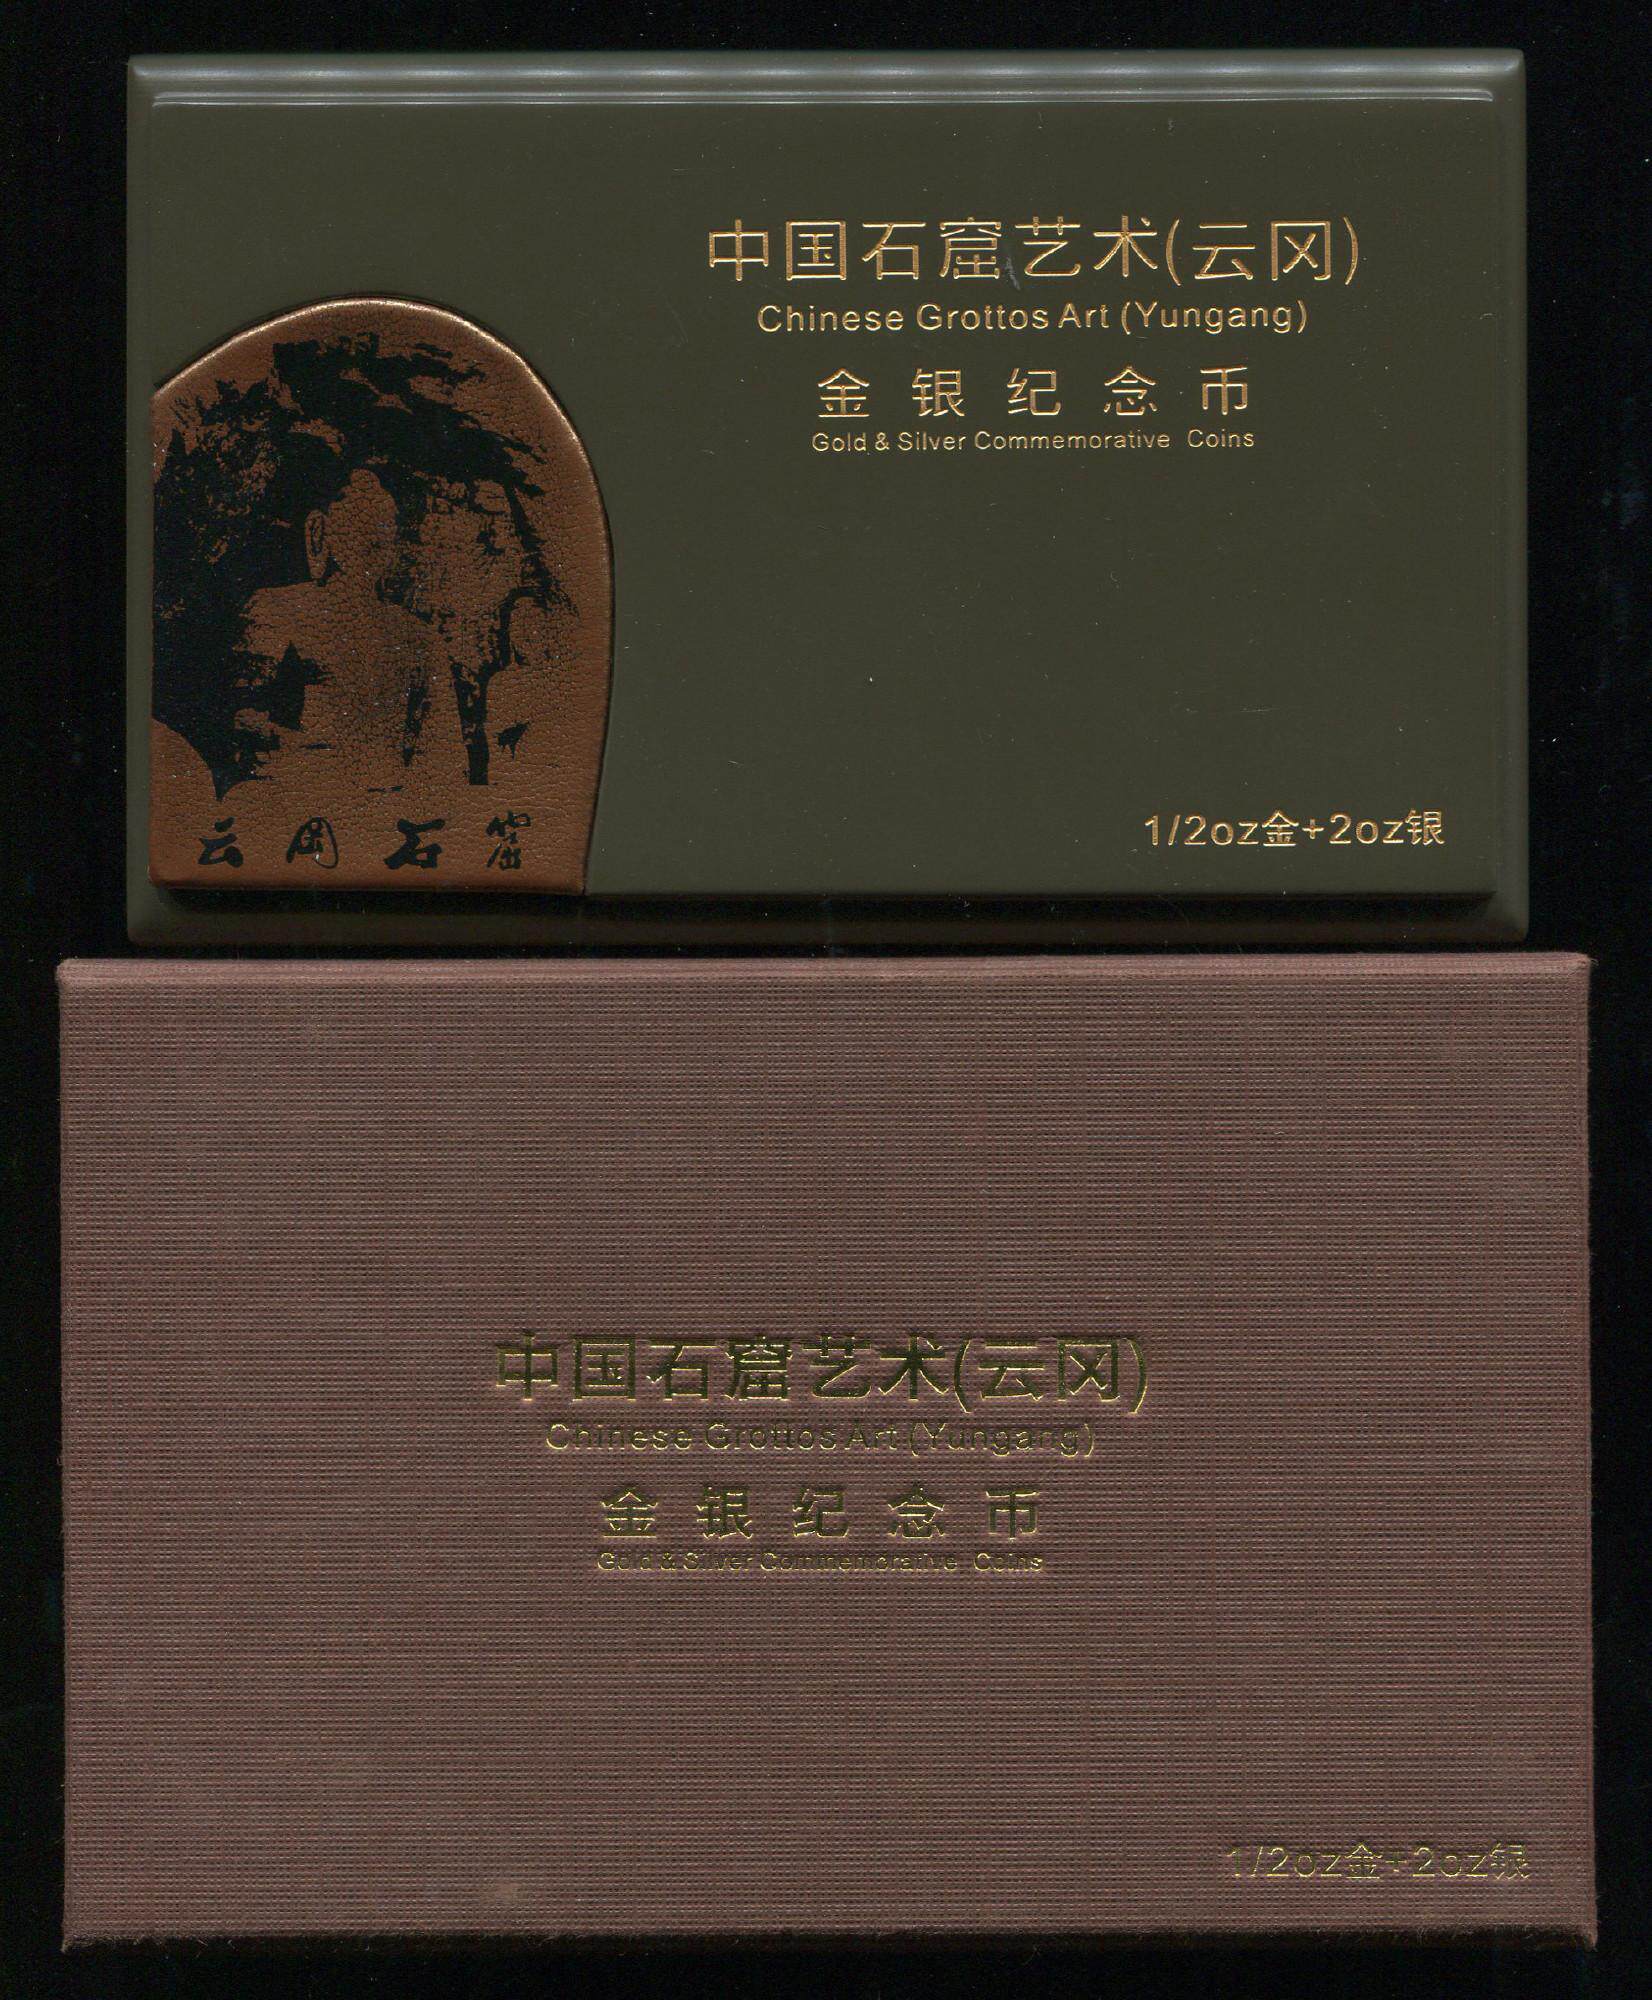 中国石窟艺术(云冈)
Chinese Grottos Art (Yungang)
金银纪念币
Gold & Silver Commemorative Coins
云冈石窟
1/2oz金+2oz银
中国石窟艺术(云冈)
Chinese Grottos Art (Yungang)
金银纪念币
Gold & Silver Commemorative Coins
1/2oz金+2oz银